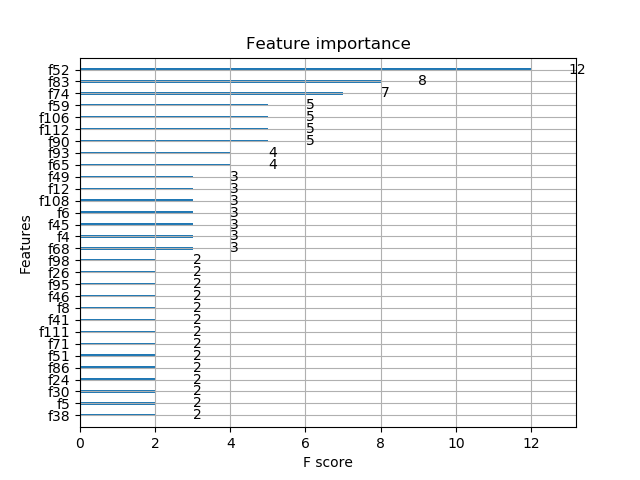 Feature importance
f52 12
f83 8
f74 7
f59 5
f106 5
f112 5
f90 5
f93 4
f65 4
f49 3
f12 3
f108 3
f6 3
f45 3
f4 3
f68 3
f98 2
f26 2
f95 2
f46 2
f8 2
f41 2
f111 2
f71 2
f51 2
f86 2
f24 2
f30 2
f5 2
f38 2
Features
0 2 4 6 8 10 12
F score